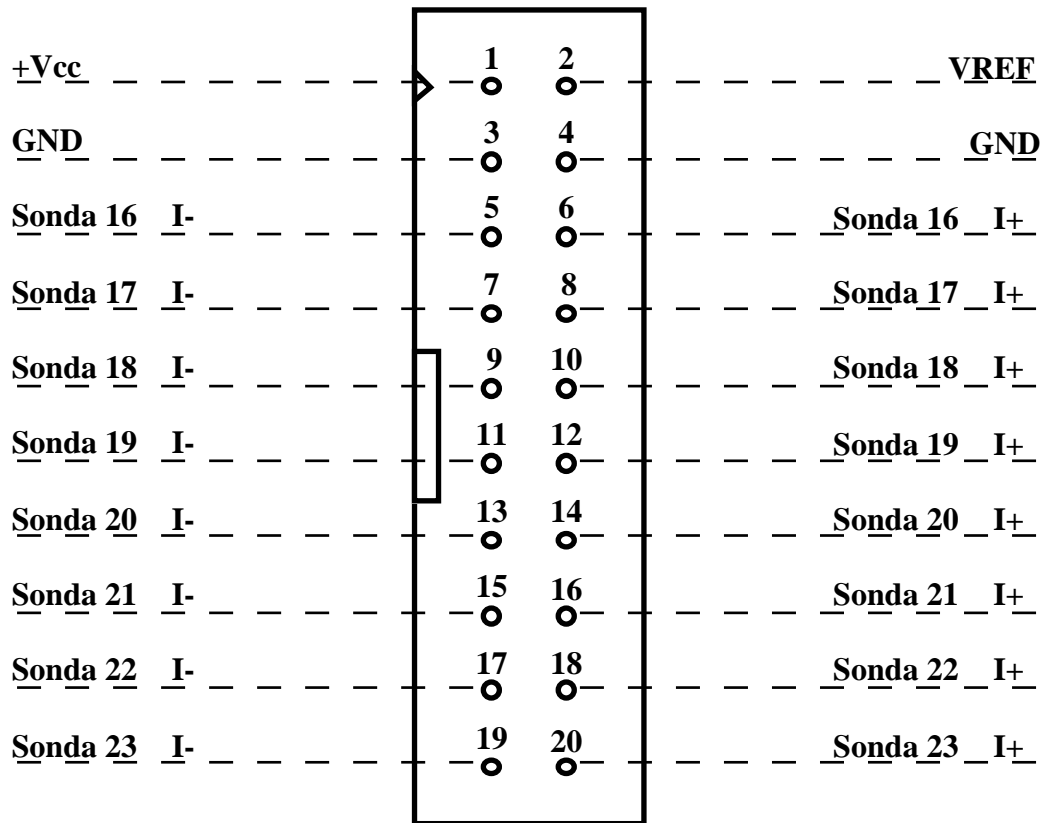 +Vcc 1 2 VREF
GND 3 4 GND
Sonda 16 I- 5 6 Sonda 16 I+
Sonda 17 I- 7 8 Sonda 17 I+
Sonda 18 I- 9 10 Sonda 18 I+
Sonda 19 I- 11 12 Sonda 19 I+
Sonda 20 I- 13 14 Sonda 20 I+
Sonda 21 I- 15 16 Sonda 21 I+
Sonda 22 I- 17 18 Sonda 22 I+
Sonda 23 I- 19 20 Sonda 23 I+